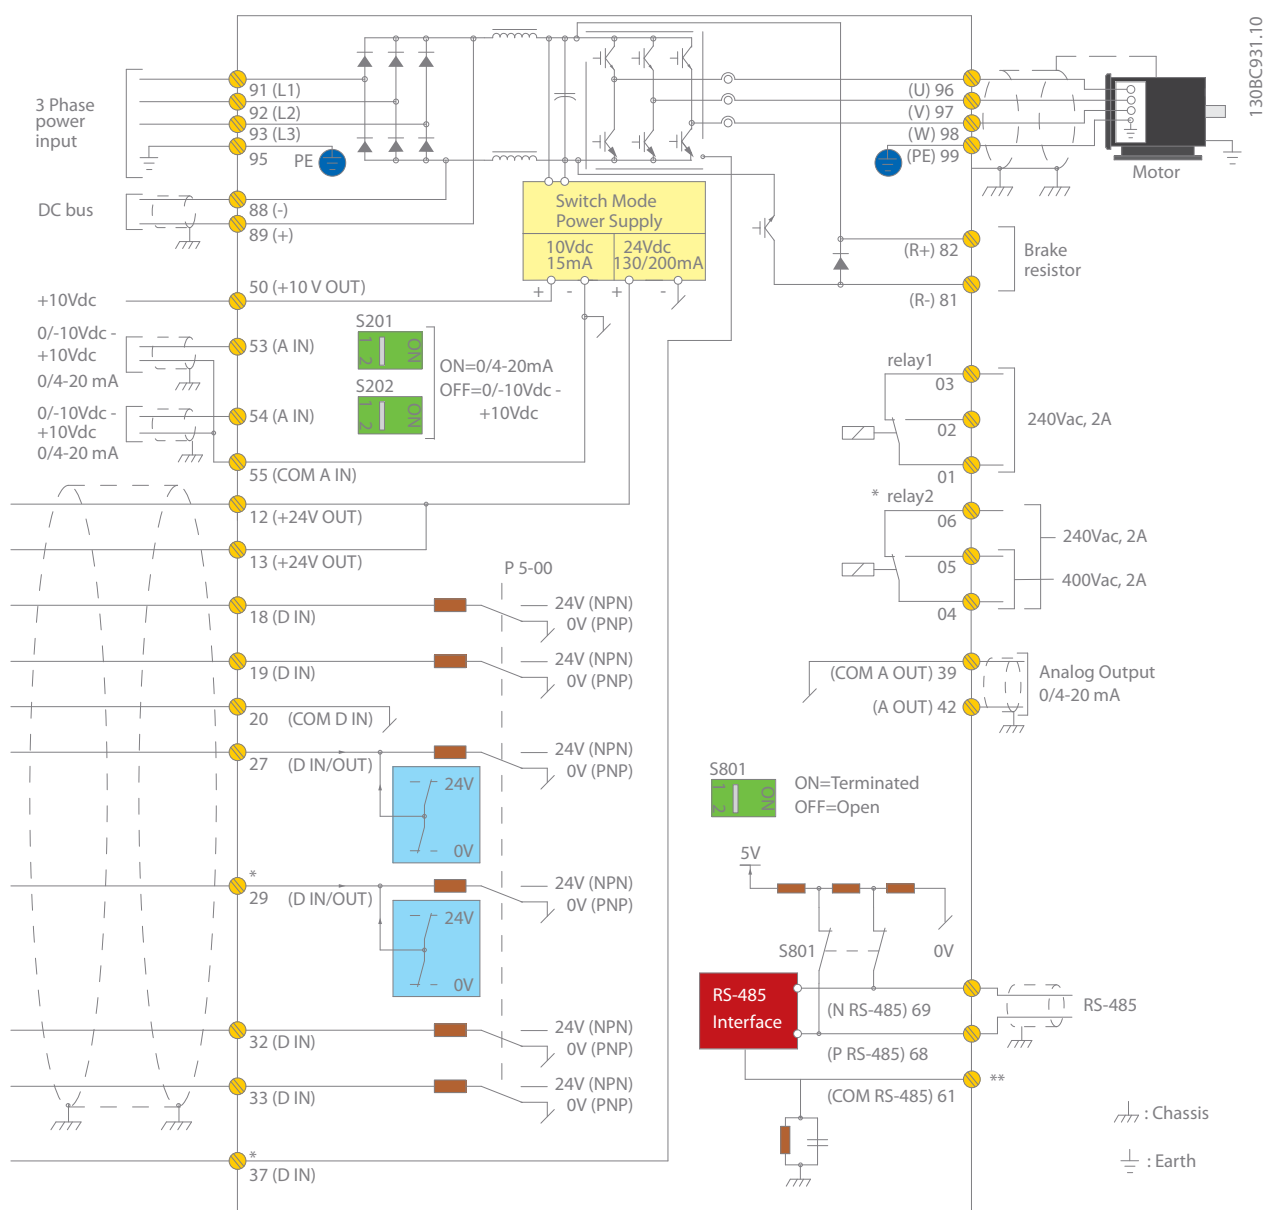 130BC931.10
3 Phase
power
input
91 (L1)
92 (L2)
93 (L3)
95
PE
DC bus
88 (-)
89 (+)
+10Vdc
50 (+10 V OUT)
0/-10Vdc -
+10Vdc
0/4-20 mA
53 (A IN)
0/-10Vdc -
+10Vdc
0/4-20 mA
54 (A IN)
55 (COM A IN)
12 (+24V OUT)
13 (+24V OUT)
18 (D IN)
19 (D IN)
20 (COM D IN)
27 (D IN/OUT)
*
29 (D IN/OUT)
32 (D IN)
33 (D IN)
*
37 (D IN)
Switch Mode
Power Supply
10Vdc
15mA
24Vdc
130/200mA
+ - + -
S201
1 2 ON
S202
1 2 ON
ON=0/4-20mA
OFF=0/-10Vdc -
+10Vdc
P 5-00
24V (NPN)
0V (PNP)
24V (NPN)
0V (PNP)
24V (NPN)
0V (PNP)
24V
0V
24V (NPN)
0V (PNP)
24V
0V
24V (NPN)
0V (PNP)
24V (NPN)
0V (PNP)
(U) 96
(V) 97
(W) 98
(PE) 99
Motor
(R+) 82
(R-) 81
Brake
resistor
relay1
03
02
01
240Vac, 2A
* relay2
06
05
04
240Vac, 2A
400Vac, 2A
(COM A OUT) 39
(A OUT) 42
Analog Output
0/4-20 mA
S801
1 2 ON
ON=Terminated
OFF=Open
5V
S801
0V
RS-485
Interface
(N RS-485) 69
(P RS-485) 68
(COM RS-485) 61
**
RS-485
: Chassis
: Earth